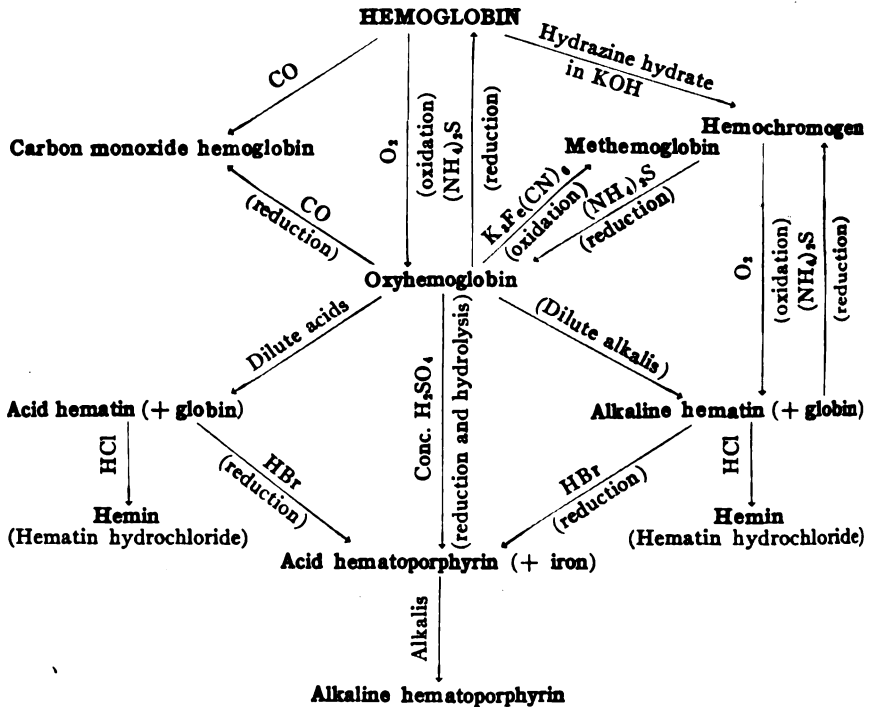 HEMOGLOBIN
CO
O₂
(oxidation)
(NH₄)₂S
(reduction)
Hydrazine hydrate
in KOH
Carbon monoxide hemoglobin
Hemochromogen
Methemoglobin
CO
(reduction)
K₃Fe(CN)₆
(oxidation)
(NH₄)₂S
(reduction)
O₂
(oxidation)
(NH₄)₂S
(reduction)
Oxyhemoglobin
Dilute acids
Conc. H₂SO₄
(reduction and hydrolysis)
(Dilute alkalis)
Acid hematin (+ globin)
Alkaline hematin (+ globin)
HCl
HBr
(reduction)
HBr
(reduction)
HCl
Hemin
(Hematin hydrochloride)
Hemin
(Hematin hydrochloride)
Acid hematoporphyrin (+ iron)
Alkalis
Alkaline hematoporphyrin